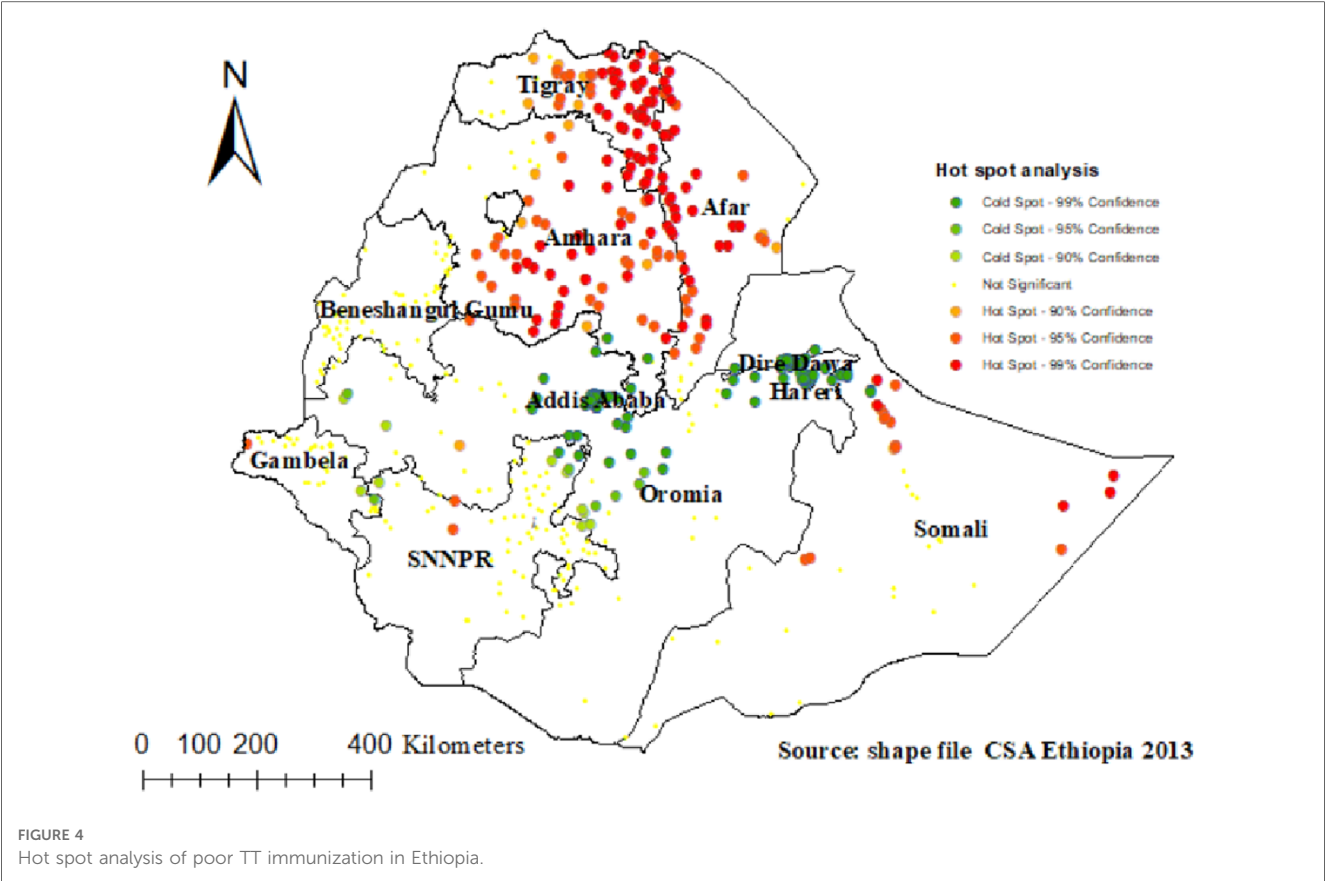 N
Tigray
Afar
Amhara
Beneshangul Gumu
Dire Dawa
Hareri
Addis Ababa
Gambela
Oromia
SNNPR
Somali
Hot spot analysis
Cold Spot - 99% Confidence
Cold Spot - 95% Confidence
Cold Spot - 90% Confidence
Not Significant
Hot Spot - 90% Confidence
Hot Spot - 95% Confidence
Hot Spot - 99% Confidence
0 100 200 400 Kilometers
Source: shape file CSA Ethiopia 2013
FIGURE 4
Hot spot analysis of poor TT immunization in Ethiopia.